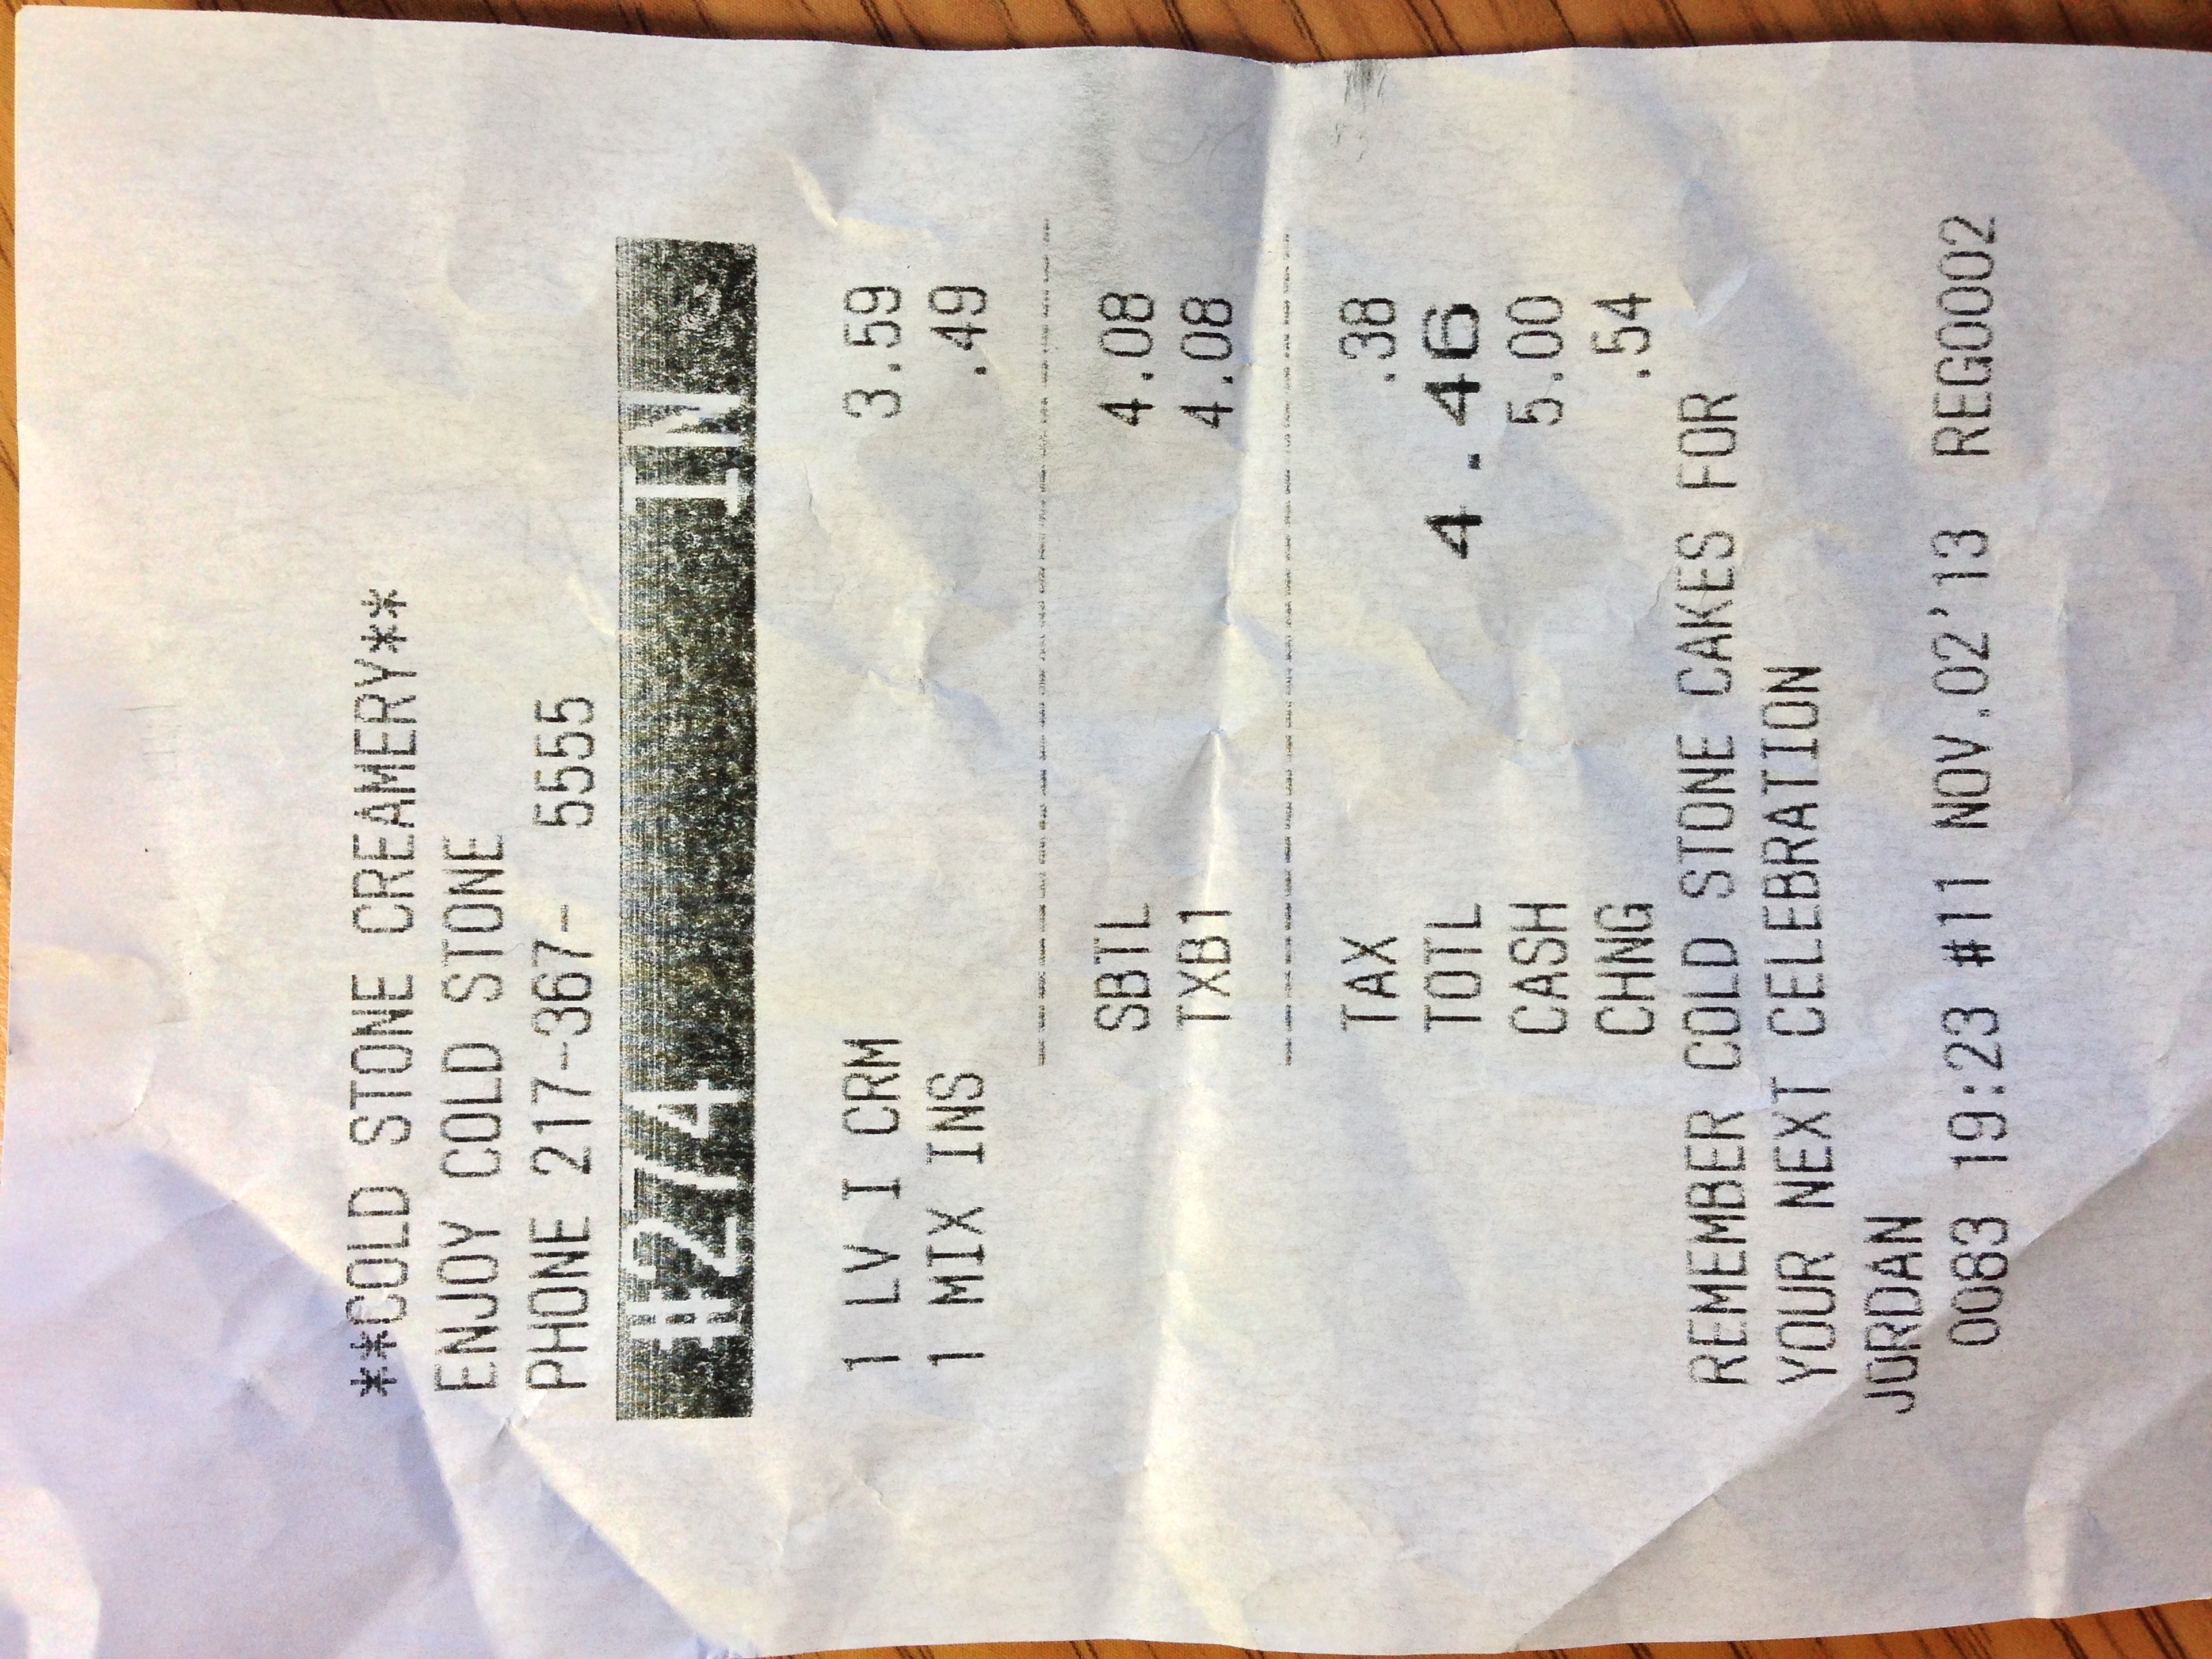 **COLD STONE CREAMERY**
ENJOY COLD STONE
PHONE 217-367-  5555
#274 IN
1 LV I CRM 3.59
1 MIX INS .49
SBTL 4.08
TXB1 4.08
TAX .38
TOTL 4.46
CASH 5.00
CHNG .54
REMEMBER COLD STONE CAKES FOR
YOUR NEXT CELEBRATION
JORDAN
0083 19:23 #11 NOV.02'13 REG0002